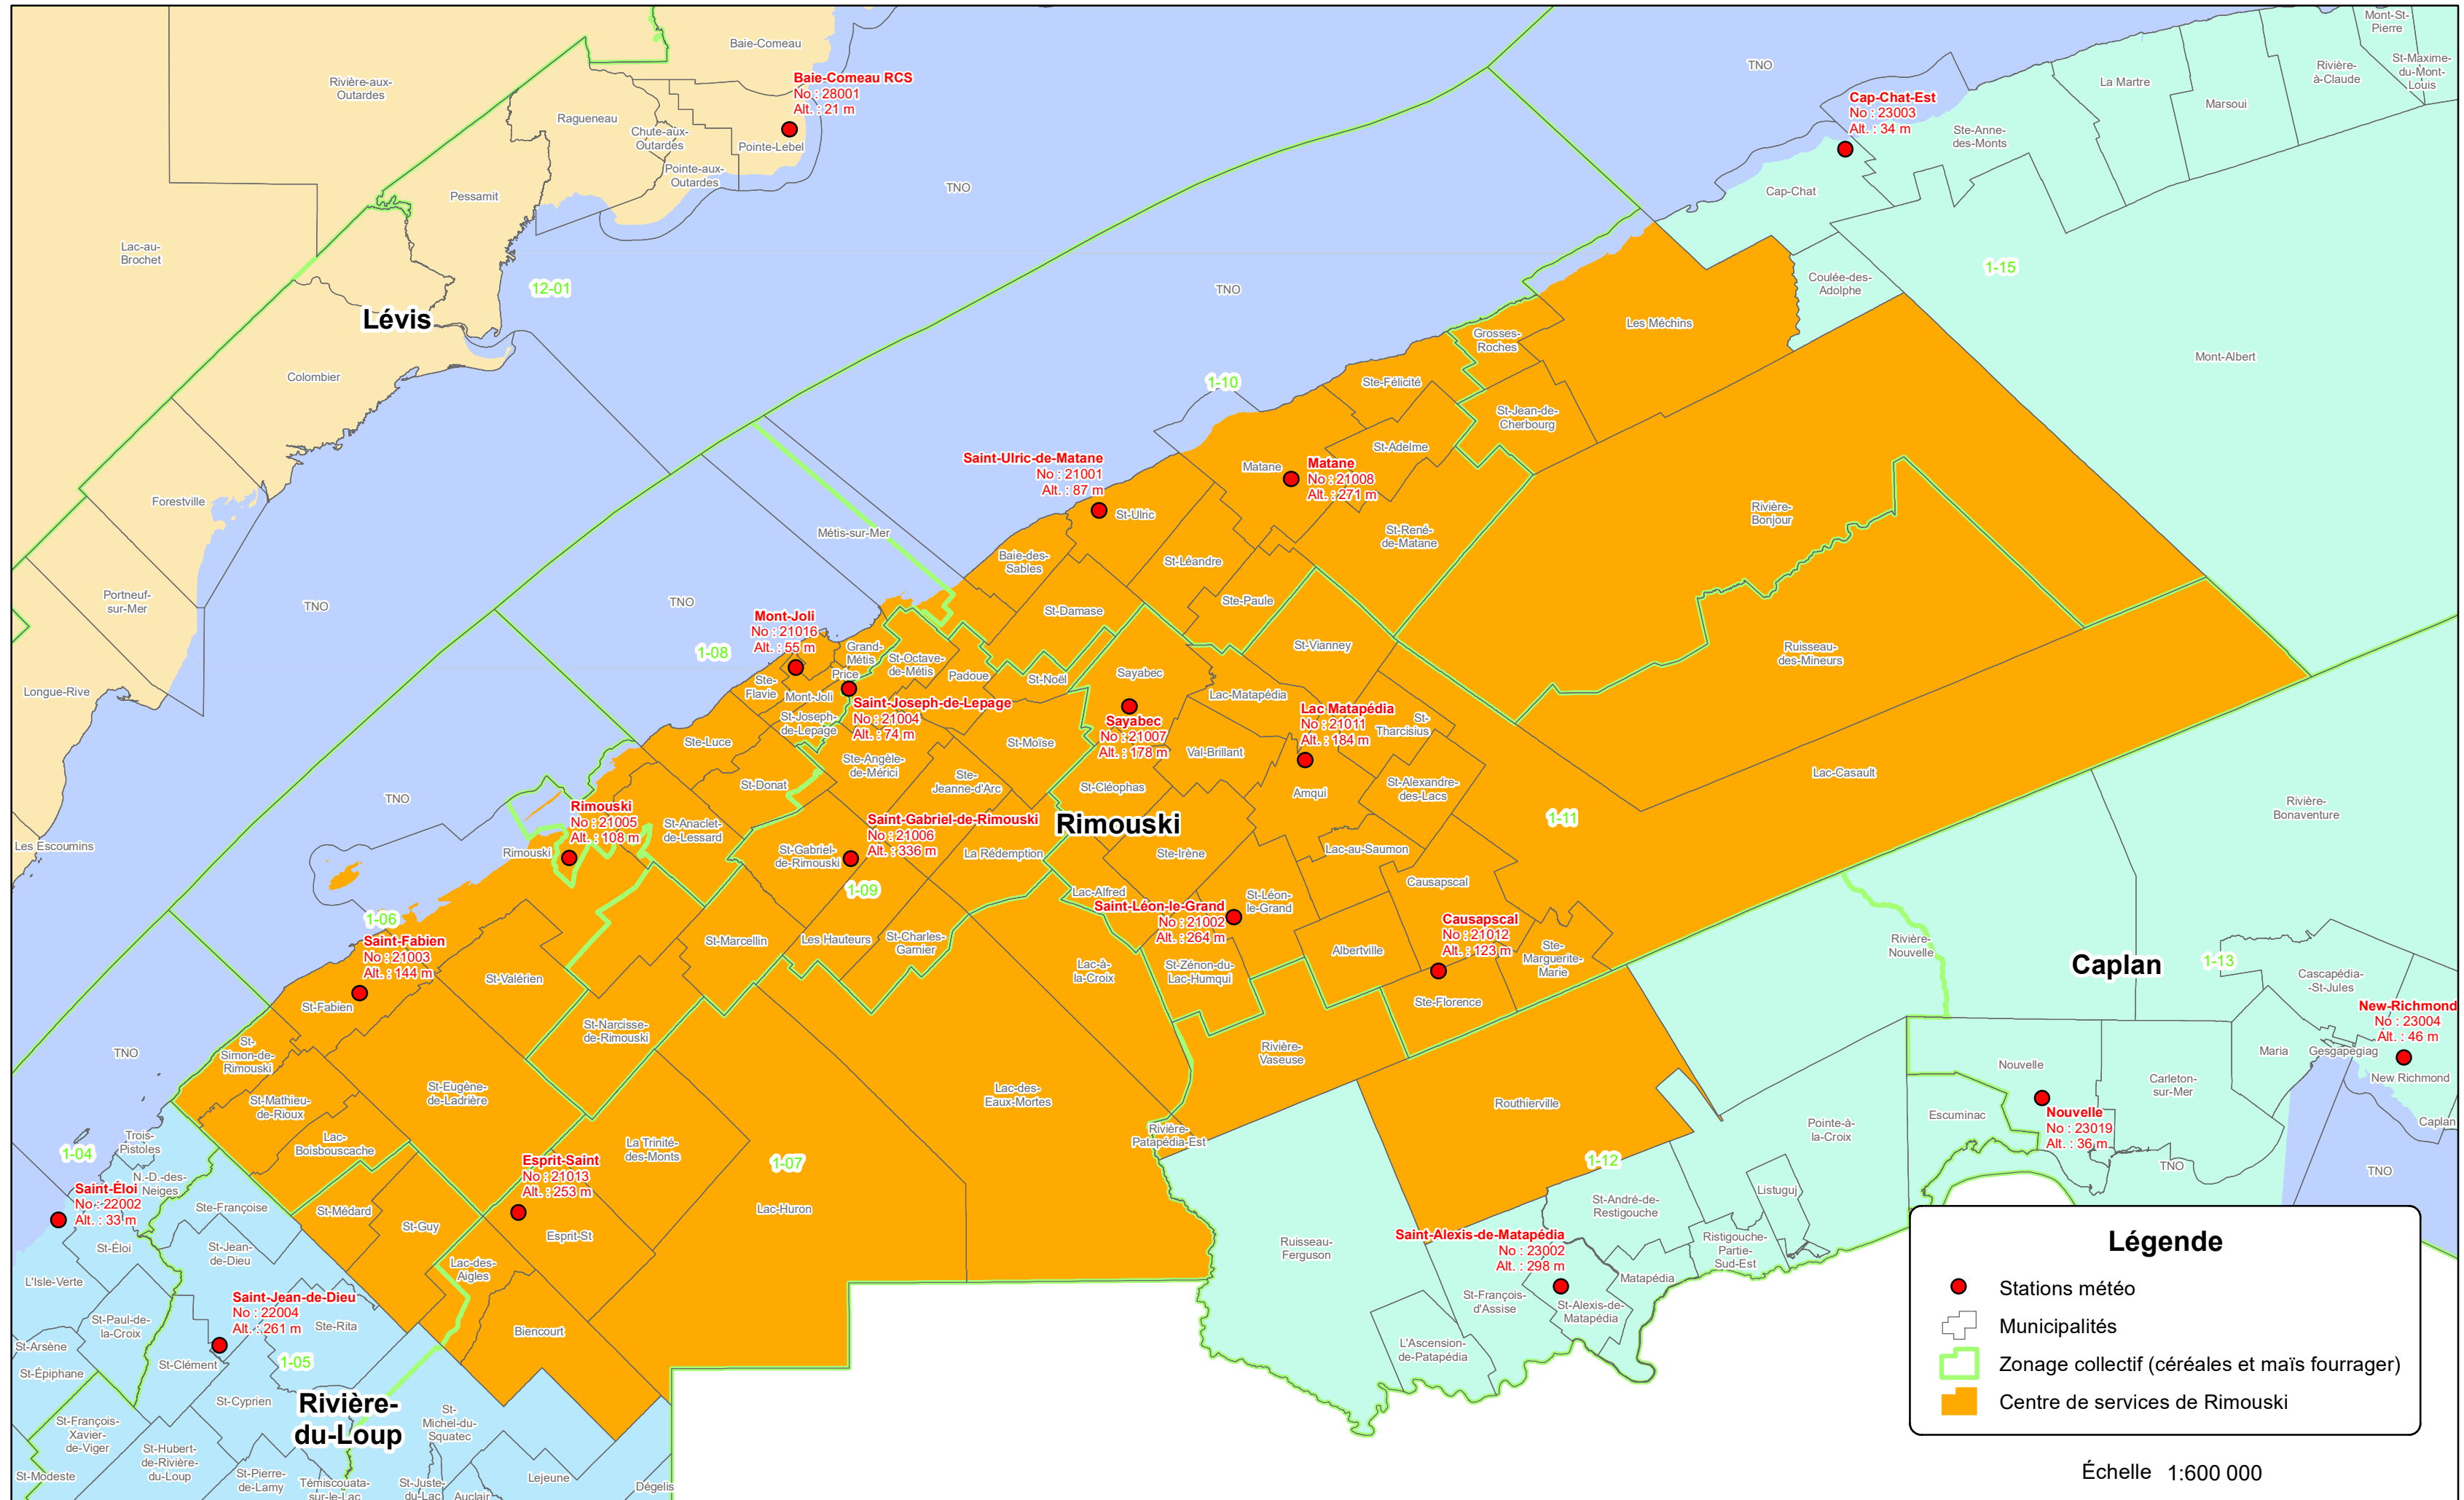 Baie-Comeau
Mont-St-
Pierre
Rivière-aux-
Outardes
Baie-Comeau RCS
No : 28001
Alt. : 21 m
TNO
La Martre
Rivière-
à-Claude
St-Maxime-
du-Mont-
Louis
Cap-Chat-Est
No : 23003
Alt. : 34 m
Marsoui
Ragueneau
Chute-aux-
Outardes
Pointe-Lebel
Ste-Anne-
des-Monts
Pointe-aux-
Outardes
Pessamit
TNO
Cap-Chat
Lac-au-
Brochet
12-01
TNO
Coulée-des-
Adolphe
1-15
Lévis
Grosses-
Roches
Les Méchins
Mont-Albert
Colombier
1-10
Ste-Félicité
St-Jean-de-
Cherbourg
St-Adelme
Saint-Ulric-de-Matane
No : 21001
Alt. : 87 m
Matane
Matane
No : 21008
Alt. : 271 m
Forestville
St-Ulric
Rivière-
Bonjour
Métis-sur-Mer
St-René-
de-Matane
Baie-des-
Sables
St-Léandre
Portneuf-
sur-Mer
TNO
TNO
St-Damase
Ste-Paule
Mont-Joli
No : 21016
Alt. : 55 m
1-08
Grand-
Métis
St-Octave-
de-Métis
St-Vianney
Ruisseau-
des-Mineurs
Price
Padoue
St-Noël
Sayabec
Longue-Rive
Ste-
Flavie
Mont-Joli
Lac-Matapédia
Saint-Joseph-de-Lepage
No : 21004
Alt. : 74 m
St-Joseph-
de-Lepage
Sayabec
No : 21007
Alt. : 178 m
Lac Matapédia
No : 21011
Alt. : 184 m
St-
Tharcisius
Ste-Luce
St-Moïse
Val-Brillant
Ste-Angèle-
de-Mérici
Lac-Casault
Ste-
Jeanne-d'Arc
St-Donat
St-Cléophas
Amqui
St-Alexandre-
des-Lacs
TNO
Rivière-
Bonaventure
Rimouski
No : 21005
Alt. : 108 m
St-Anaclet-
de-Lessard
Saint-Gabriel-de-Rimouski
No : 21006
Alt. : 336 m
Rimouski
1-11
Les Escoumins
Rimouski
St-Gabriel-
de-Rimouski
La Rédemption
Ste-Irène
Lac-au-Saumon
1-09
Lac-Alfred
Causapscal
St-Léon-
le-Grand
Saint-Léon-le-Grand
No : 21002
Alt. : 264 m
1-06
Causapscal
No : 21012
Alt. : 123 m
Saint-Fabien
No : 21003
Alt. : 144 m
St-Marcellin
Les Hauteurs
St-Charles-
Garnier
Albertville
Ste-
Marguerite-
Marie
Rivière-
Nouvelle
Caplan
1-13
St-Valérien
Lac-à-
la-Croix
St-Zénon-du-
Lac-Humqui
Cascapédia-
-St-Jules
St-Fabien
Ste-Florence
New-Richmond
No : 23004
Alt. : 46 m
St-Narcisse-
de-Rimouski
TNO
St-
Simon-de-
Rimouski
Rivière-
Vaseuse
Nouvelle
Maria
Gesgapegiag
New Richmond
St-Eugène-
de-Ladrière
Lac-des-
Eaux-Mortes
Carleton-
sur-Mer
St-Mathieu-
de-Rioux
Routhierville
Escuminac
Nouvelle
No : 23019
Alt. : 36 m
Caplan
Pointe-à-
la-Croix
Rivière-
Patapédia-Est
Trois-
Pistoles
Lac-
Boisbouscache
La Trinité-
des-Monts
1-04
1-07
1-12
Esprit-Saint
No : 21013
Alt. : 253 m
TNO
TNO
N.-D.-des-
Neiges
Saint-Éloi
No : 22002
Alt. : 33 m
Ste-Françoise
St-Médard
Lac-Huron
St-André-de-
Restigouche
Listuguj
St-Guy
Esprit-St
St-Éloi
St-Jean-
de-Dieu
Ruisseau-
Ferguson
Saint-Alexis-de-Matapédia
No : 23002
Alt. : 298 m
Ristigouche-
Partie-
Sud-Est
L'Isle-Verte
Lac-des-
Aigles
Matapédia
Saint-Jean-de-Dieu
No : 22004
Alt. : 261 m
St-François-
d'Assise
St-Alexis-de-
Matapédia
St-Paul-de-
la-Croix
Ste-Rita
Biencourt
St-Arsène
L'Ascension-
de-Patapédia
St-Clément
1-05
St-Épiphane
St-Cyprien
Rivière-
du-Loup
St-François-
Xavier-
de-Viger
St-
Michel-du-
Squatec
St-Hubert-
de-Rivière-
du-Loup
St-Modeste
St-Pierre-
de-Lamy
Témiscouata-
sur-le-Lac
St-Juste-
du-Lac
Auclair
Lejeune
Dégelis
Légende
Stations météo
Municipalités
Zonage collectif (céréales et maïs fourrager)
Centre de services de Rimouski
Échelle 1:600 000